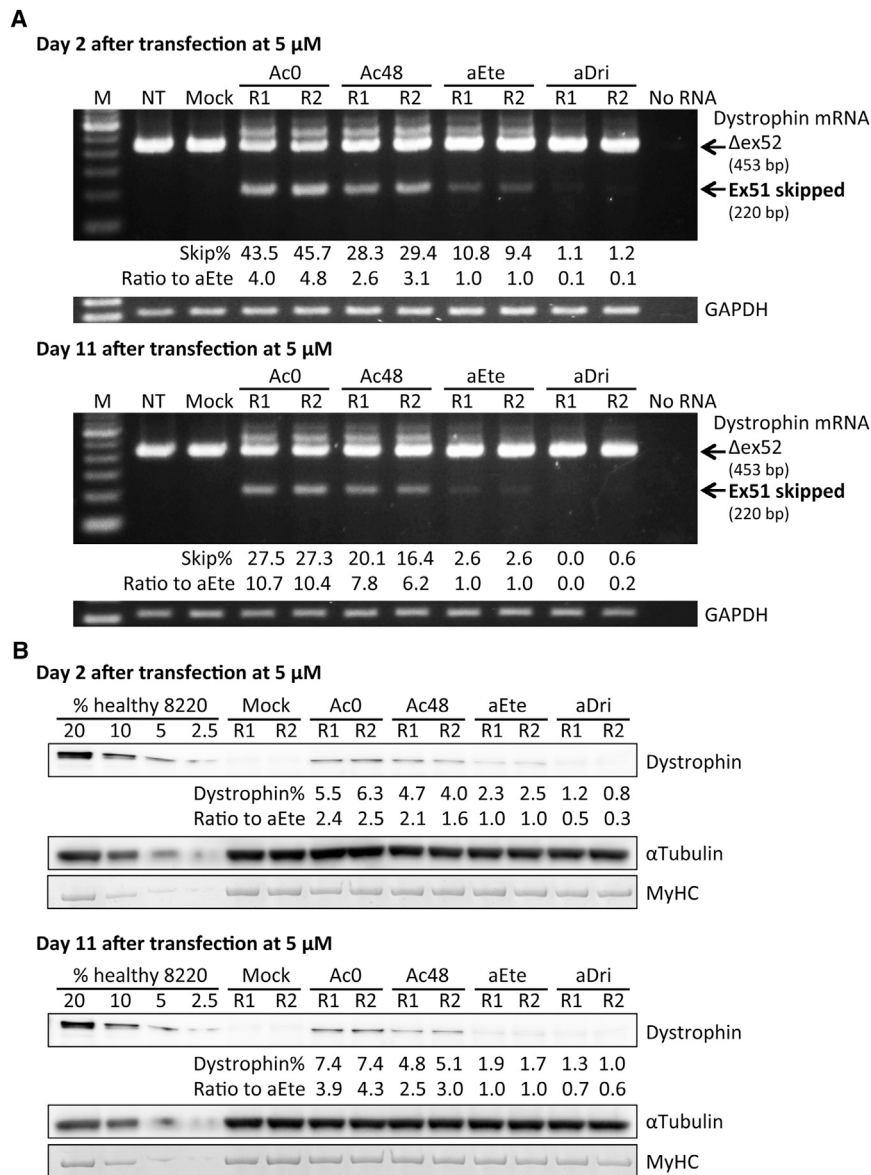 A
Day 2 after transfection at 5 µM
Ac0 Ac48 aEte aDri
M NT Mock R1 R2 R1 R2 R1 R2 R1 R2 No RNA
Dystrophin mRNA
Δex52
(453 bp)
Ex51 skipped
(220 bp)
Skip% 43.5 45.7 28.3 29.4 10.8 9.4 1.1 1.2
Ratio to aEte 4.0 4.8 2.6 3.1 1.0 1.0 0.1 0.1
GAPDH
Day 11 after transfection at 5 µM
Ac0 Ac48 aEte aDri
M NT Mock R1 R2 R1 R2 R1 R2 R1 R2 No RNA
Dystrophin mRNA
Δex52
(453 bp)
Ex51 skipped
(220 bp)
Skip% 27.5 27.3 20.1 16.4 2.6 2.6 0.0 0.6
Ratio to aEte 10.7 10.4 7.8 6.2 1.0 1.0 0.0 0.2
GAPDH
B
Day 2 after transfection at 5 µM
% healthy 8220 Mock Ac0 Ac48 aEte aDri
20 10 5 2.5 R1 R2 R1 R2 R1 R2 R1 R2 R1 R2
Dystrophin
Dystrophin% 5.5 6.3 4.7 4.0 2.3 2.5 1.2 0.8
Ratio to aEte 2.4 2.5 2.1 1.6 1.0 1.0 0.5 0.3
αTubulin
MyHC
Day 11 after transfection at 5 µM
% healthy 8220 Mock Ac0 Ac48 aEte aDri
20 10 5 2.5 R1 R2 R1 R2 R1 R2 R1 R2 R1 R2
Dystrophin
Dystrophin% 7.4 7.4 4.8 5.1 1.9 1.7 1.3 1.0
Ratio to aEte 3.9 4.3 2.5 3.0 1.0 1.0 0.7 0.6
αTubulin
MyHC